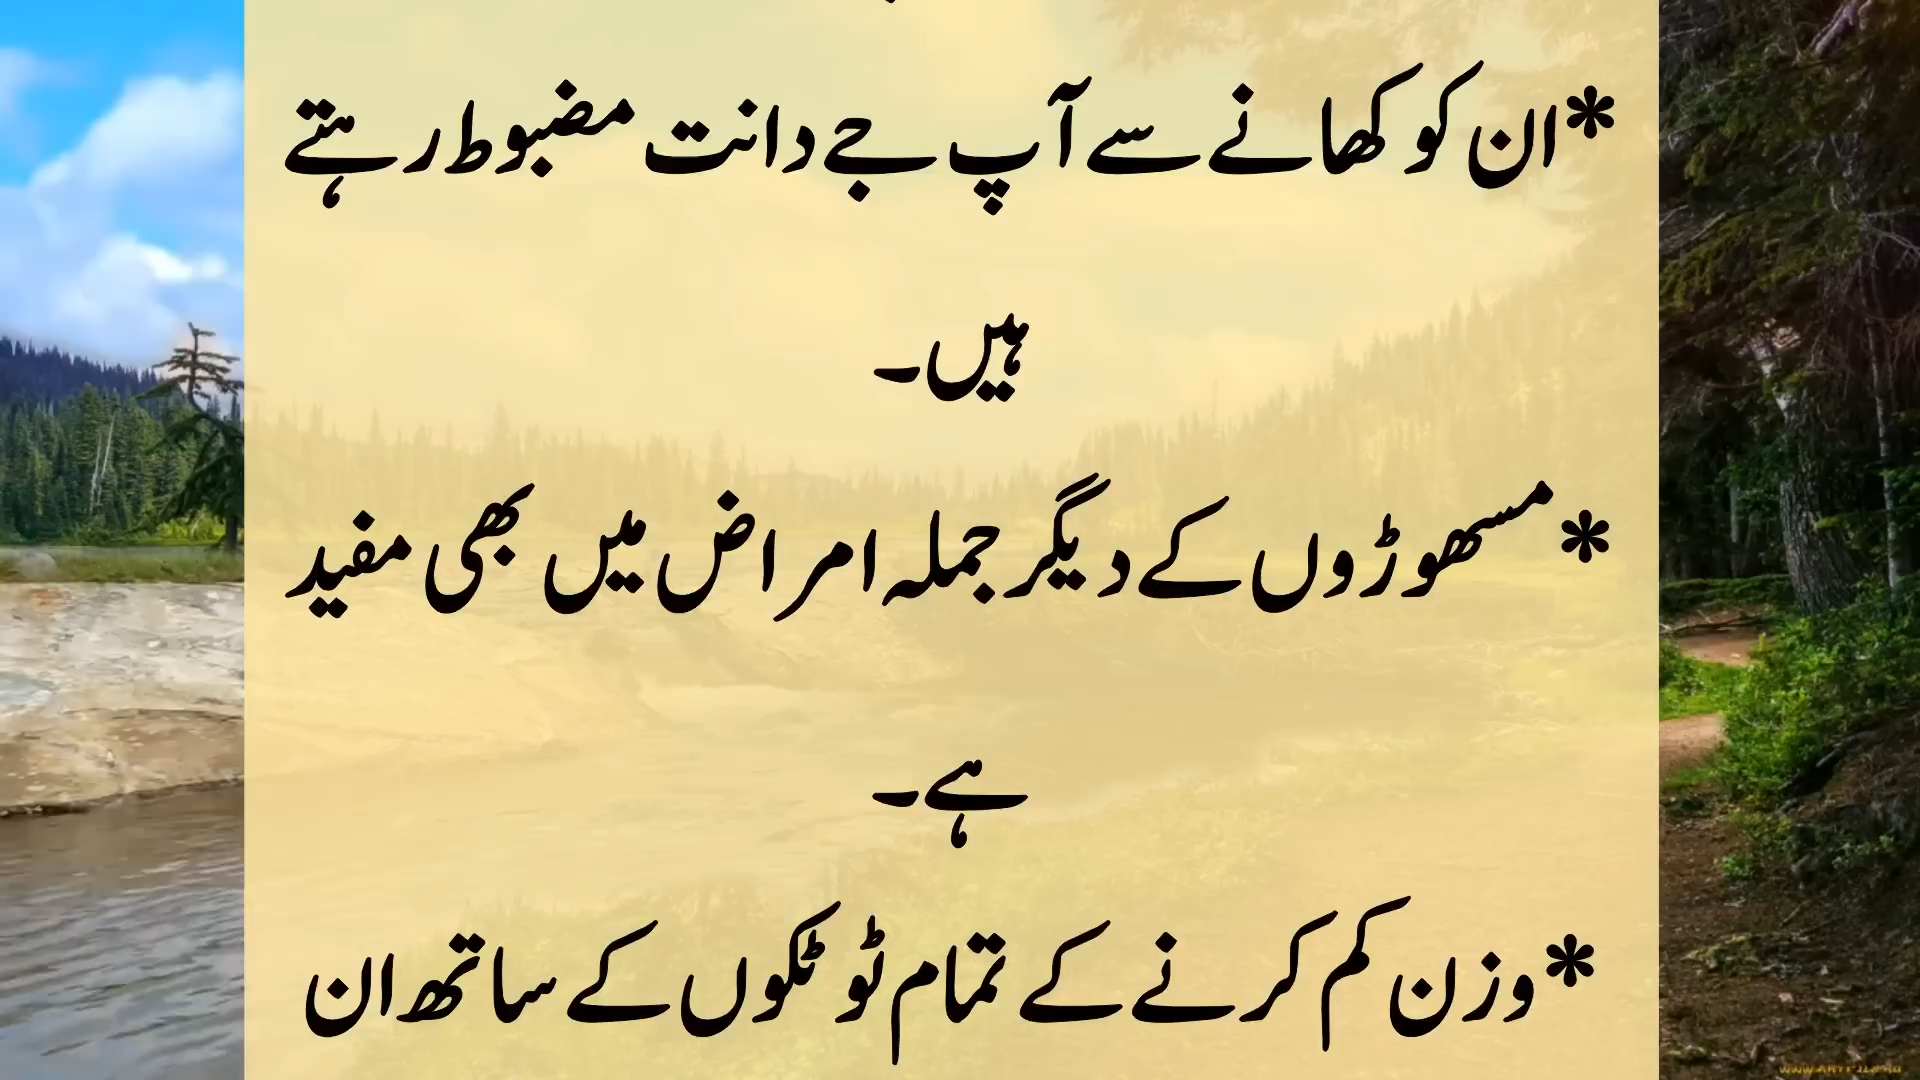 *ان کو کھانے سے آپ جے دانت مضبوط رہتے
ہیں۔
*مسھوڑوں کے دیگر جملہ امراض میں بھی مفید
ہے۔
*وزن کم کرنے کے تمام ٹوٹکوں کے ساتھ ان